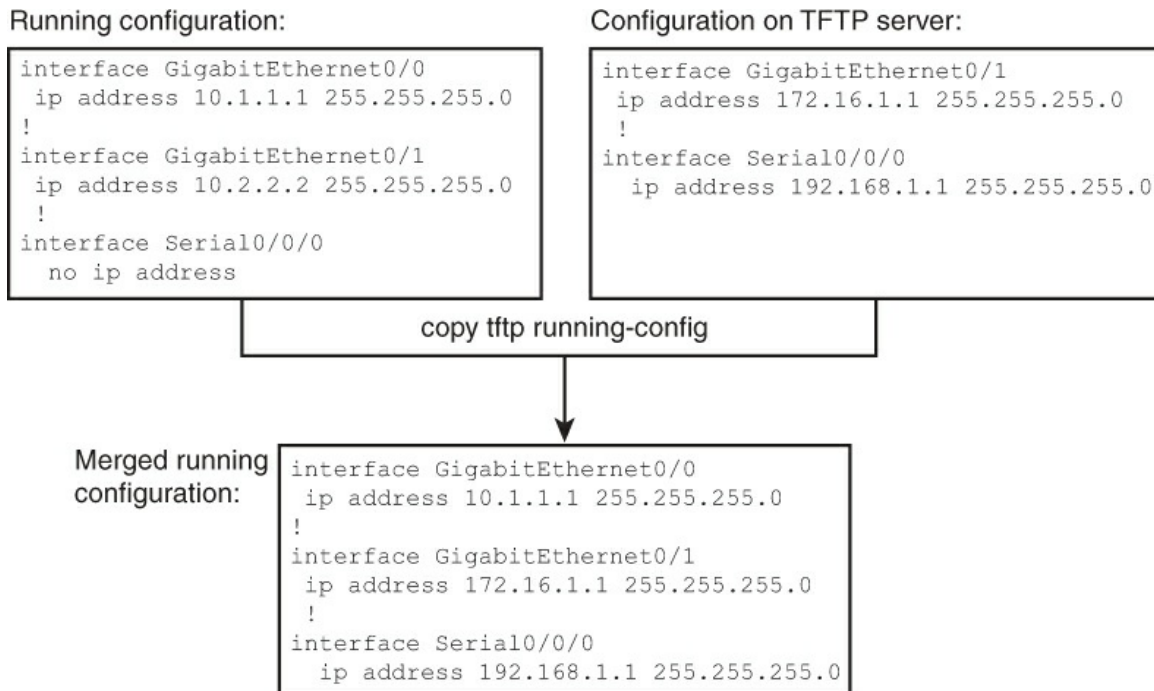 Running configuration:
interface GigabitEthernet0/0
 ip address 10.1.1.1 255.255.255.0
!
interface GigabitEthernet0/1
 ip address 10.2.2.2 255.255.255.0
 !
interface Serial0/0/0
  no ip address
Configuration on TFTP server:
interface GigabitEthernet0/1
 ip address 172.16.1.1 255.255.255.0
 !
interface Serial0/0/0
  ip address 192.168.1.1 255.255.255.0
copy tftp running-config
Merged running
configuration:
interface GigabitEthernet0/0
 ip address 10.1.1.1 255.255.255.0
!
interface GigabitEthernet0/1
 ip address 172.16.1.1 255.255.255.0
 !
interface Serial0/0/0
  ip address 192.168.1.1 255.255.255.0